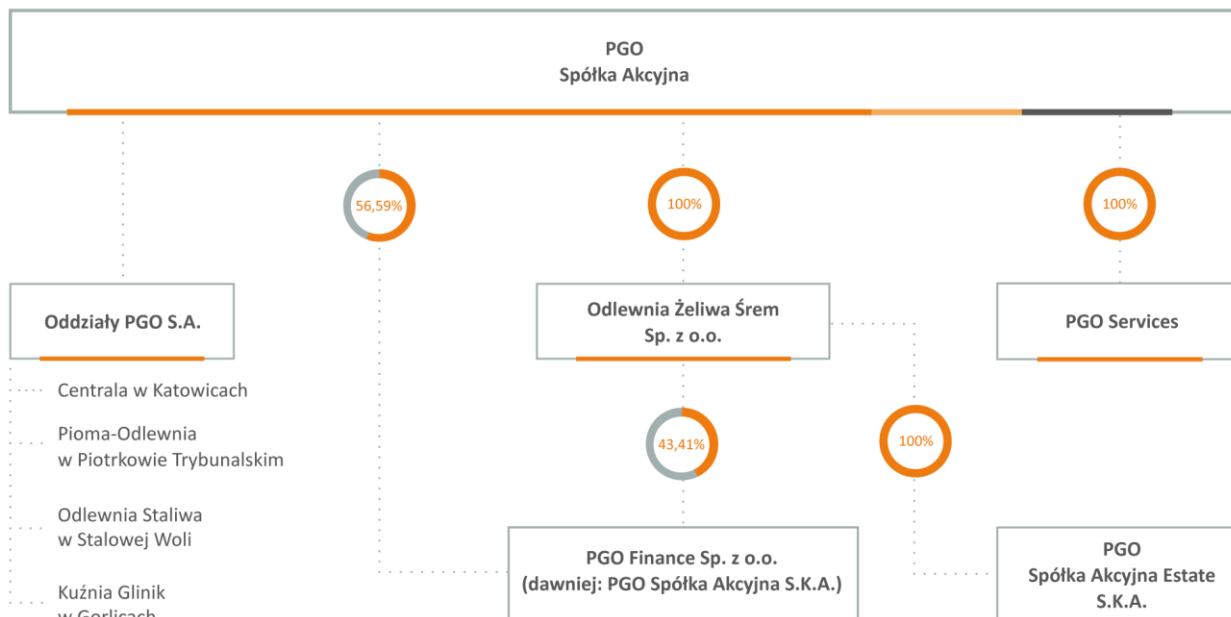 PGO
Spółka Akcyjna
56,59%
100%
100%
Oddziały PGO S.A.
Odlewnia Żeliwa Śrem
Sp. z o.o.
PGO Services
Centrala w Katowicach
Pioma-Odlewnia
w Piotrkowie Trybunalskim
43,41%
100%
Odlewnia Staliwa
w Stalowej Woli
Kuźnia Glinik
w Gorlicach
PGO Finance Sp. z o.o.
(dawniej: PGO Spółka Akcyjna S.K.A.)
PGO
Spółka Akcyjna Estate
S.K.A.